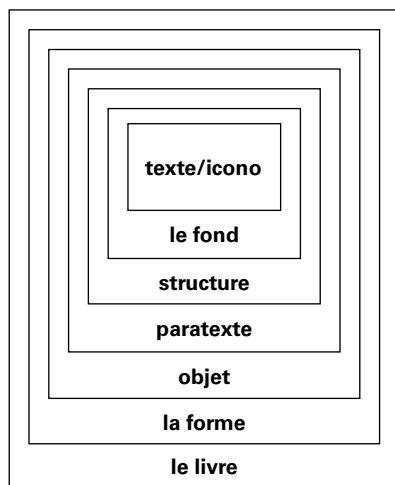 texte/icono
le fond
structure
paratexte
objet
la forme
le livre